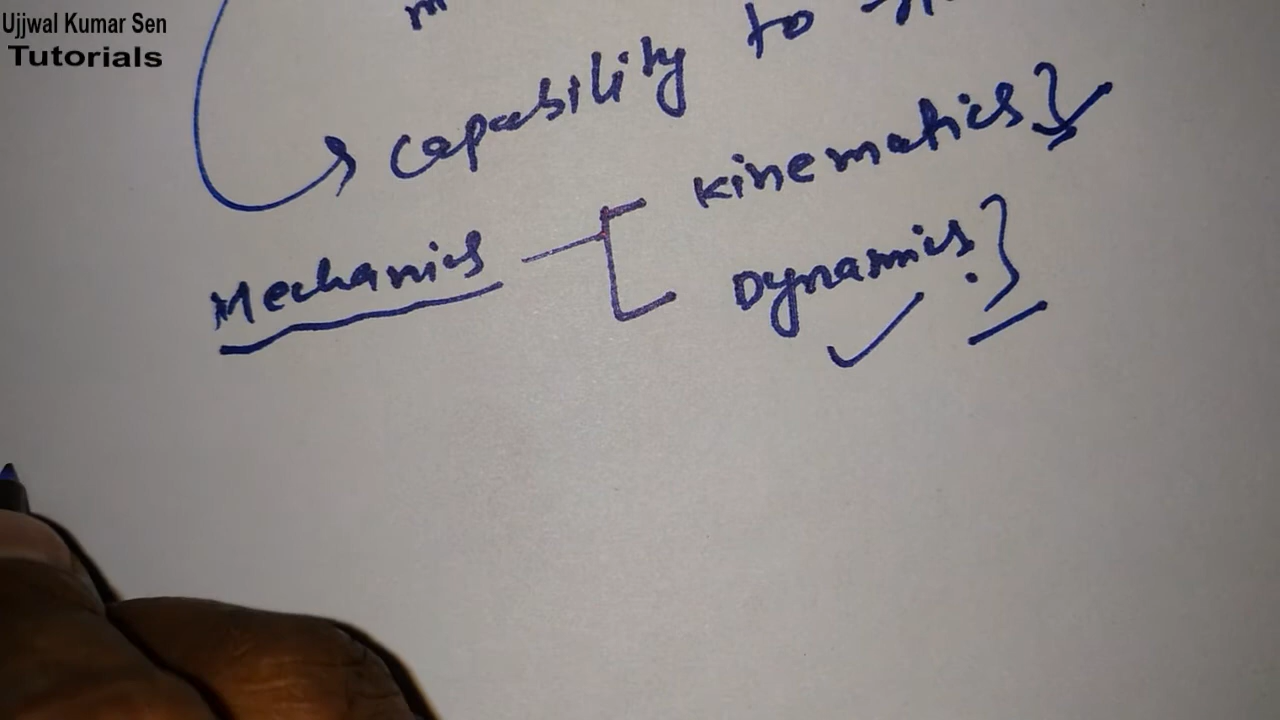 Ujjwal Kumar Sen
Tutorials
m
capability to
Kinematics}
Mechanics
Dynamics.}